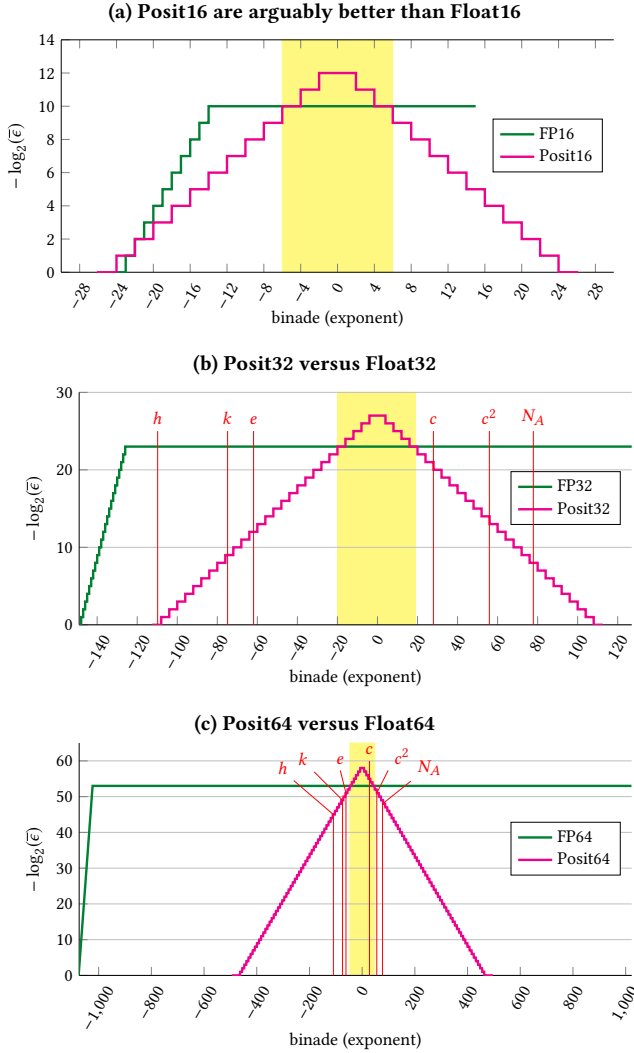 (a) Posit16 are arguably better than Float16
14
12
10
8
6
4
2
0
− log₂(ε̅)
FP16
Posit16
−28 −24 −20 −16 −12 −8 −4 0 4 8 12 16 20 24 28
binade (exponent)
(b) Posit32 versus Float32
30
20
10
0
− log₂(ε̅)
h k e c c² N_A
FP32
Posit32
−140 −120 −100 −80 −60 −40 −20 0 20 40 60 80 100 120
binade (exponent)
(c) Posit64 versus Float64
60
50
40
30
20
10
0
− log₂(ε̅)
h k e c c² N_A
FP64
Posit64
−1,000 −800 −600 −400 −200 0 200 400 600 800 1,000
binade (exponent)